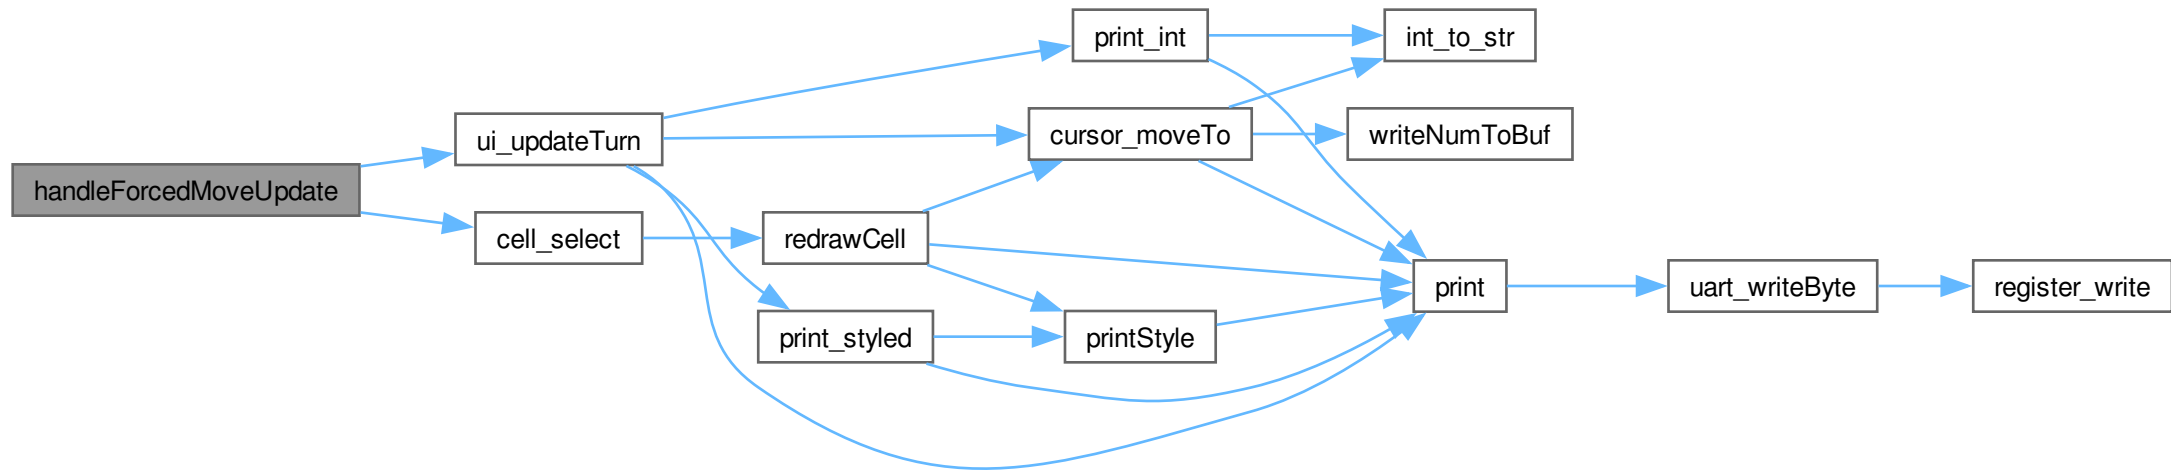 handleForcedMoveUpdate
ui_updateTurn
cell_select
redrawCell
print_styled
print_int
cursor_moveTo
printStyle
int_to_str
writeNumToBuf
print
uart_writeByte
register_write